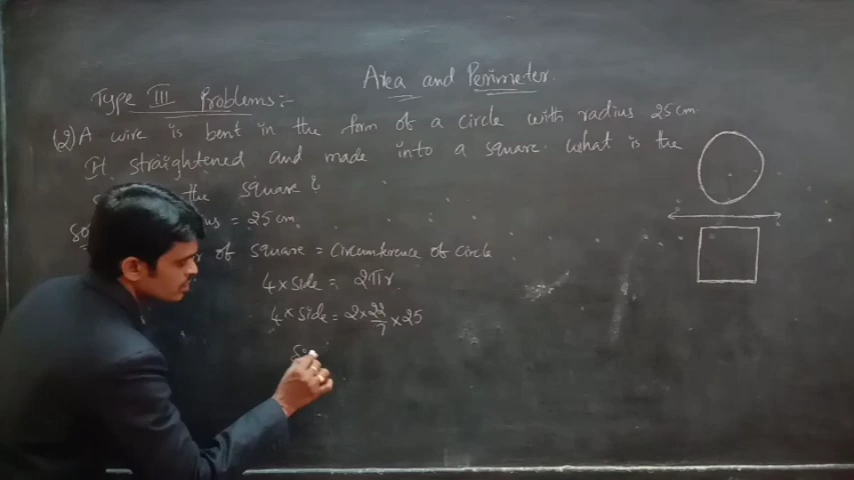 Area and Perimeter.
Type III Problems:-
(2) A wire is bent in the form of a circle with radius 25 cm.
It straightened and made into a square. what is the
the square?
= 25 cm.
of square = Circumference of Circle
4 × side = 2πr
4 × side = 2 × 22/7 × 25